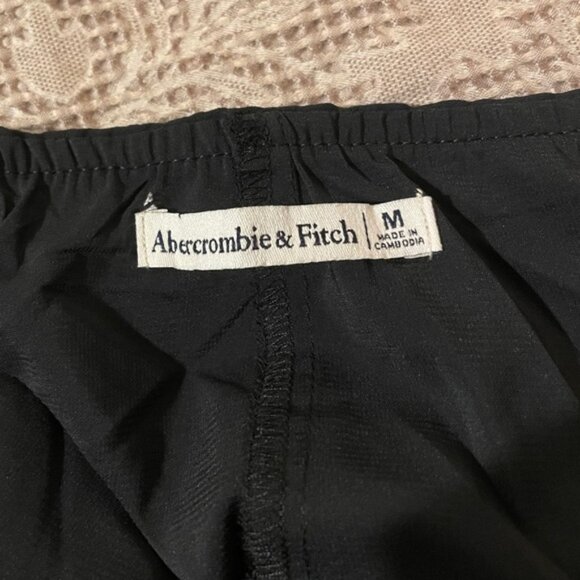 Abercrombie & Fitch | M
MADE IN
CAMBODIA